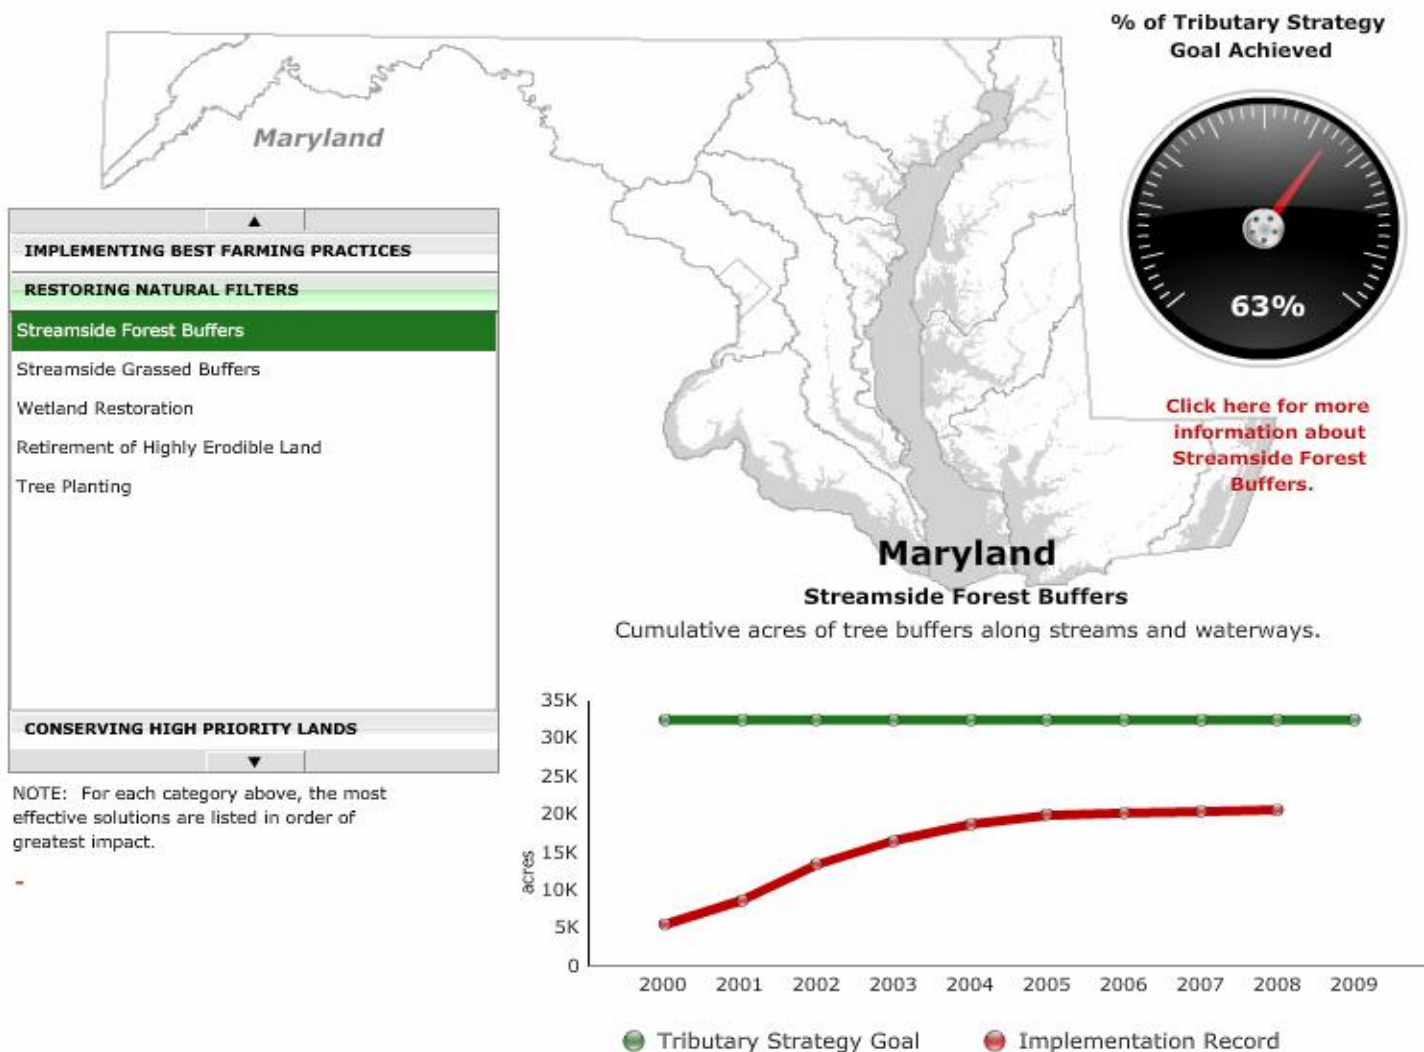 % of Tributary Strategy
Goal Achieved
Maryland
63%
IMPLEMENTING BEST FARMING PRACTICES
RESTORING NATURAL FILTERS
Streamside Forest Buffers
Streamside Grassed Buffers
Wetland Restoration
Retirement of Highly Erodible Land
Tree Planting
CONSERVING HIGH PRIORITY LANDS
NOTE:  For each category above, the most
effective solutions are listed in order of
greatest impact.
-
Click here for more
information about
Streamside Forest
Buffers.
Maryland
Streamside Forest Buffers
Cumulative acres of tree buffers along streams and waterways.
acres
35K
30K
25K
20K
15K
10K
5K
0
2000 2001 2002 2003 2004 2005 2006 2007 2008 2009
Tributary Strategy Goal Implementation Record